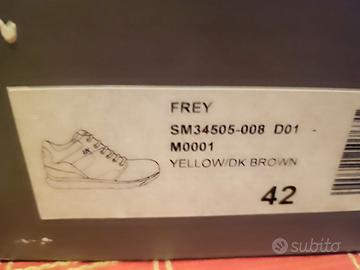 FREY
SM34505-008 D01 -
M0001
YELLOW/DK BROWN
42
subito